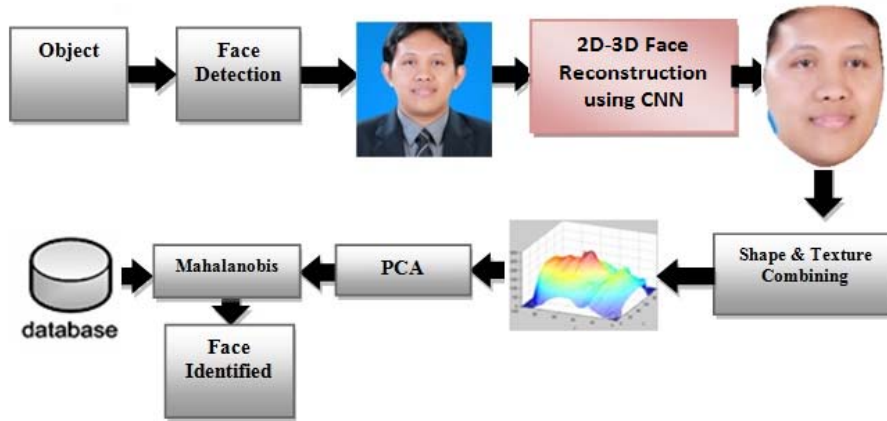 Object
Face
Detection
2D-3D Face
Reconstruction
using CNN
Shape & Texture
Combining
PCA
Mahalanobis
database
Face
Identified